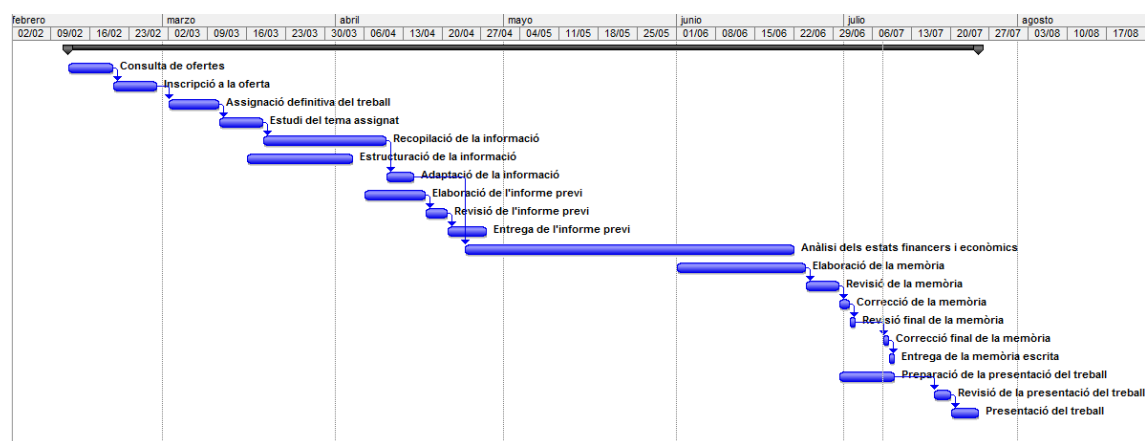 febrero marzo abril mayo junio julio agosto
02/02 09/02 16/02 23/02 02/03 09/03 16/03 23/03 30/03 06/04 13/04 20/04 27/04 04/05 11/05 18/05 25/05 01/06 08/06 15/06 22/06 29/06 06/07 13/07 20/07 27/07 03/08 10/08 17/08
Consulta de ofertes
Inscripció a la oferta
Assignació definitiva del treball
Estudi del tema assignat
Recopilació de la informació
Estructuració de la informació
Adaptació de la informació
Elaboració de l'informe previ
Revisió de l'informe previ
Entrega de l'informe previ
Anàlisi dels estats financers i econòmics
Elaboració de la memòria
Revisió de la memòria
Correcció de la memòria
Revisió final de la memòria
Correcció final de la memòria
Entrega de la memòria escrita
Preparació de la presentació del treball
Revisió de la presentació del treball
Presentació del treball